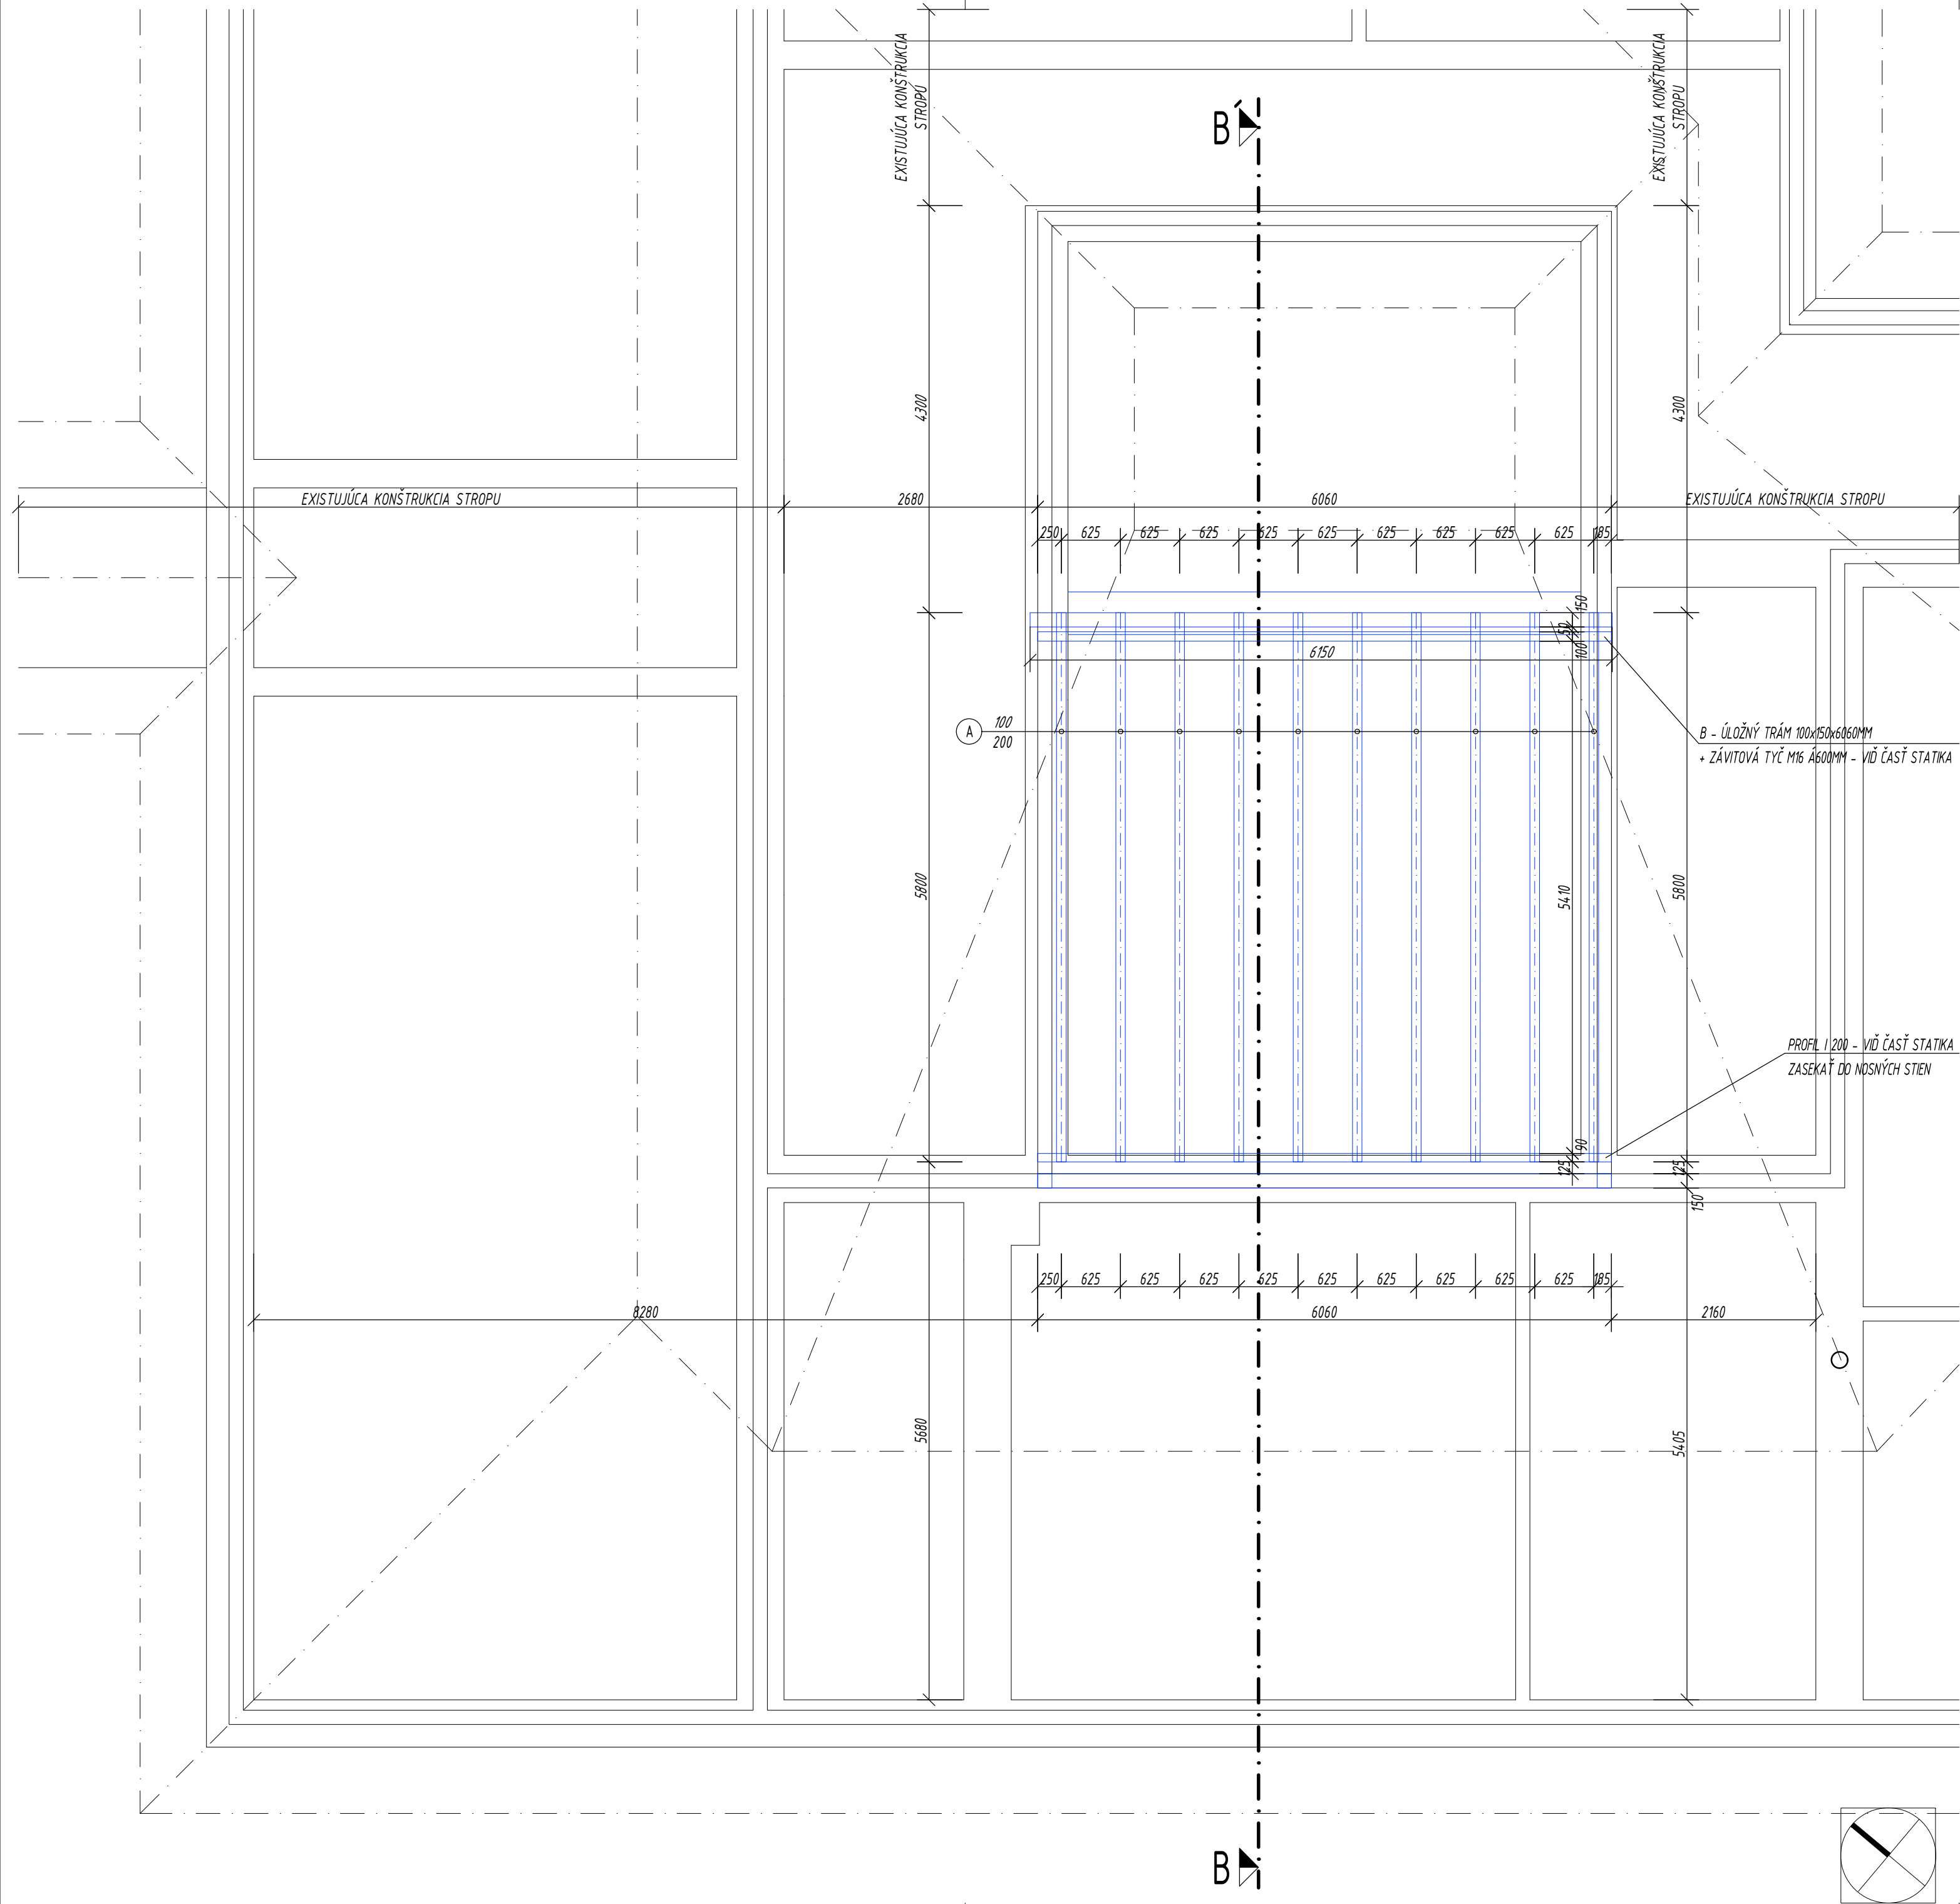 EXISTUJÚCA KONŠTRUKCIA
STROPU
EXISTUJÚCA KONŠTRUKCIA
STROPU
B´
4300
4300
EXISTUJÚCA KONŠTRUKCIA STROPU
2680
6060
EXISTUJÚCA KONŠTRUKCIA STROPU
250 625 625 625 625 625 625 625 625 625 185
150
50
100
6150
A
100
200
B - ÚLOŽNÝ TRÁM 100x150x6060MM
+ ZÁVITOVÁ TYČ M16 Á600MM - VIĎ ČASŤ STATIKA
5800
5410
5800
PROFIL I 200 - VIĎ ČASŤ STATIKA
ZASEKAŤ DO NOSNÝCH STIEN
90
125
125
150
250 625 625 625 625 625 625 625 625 625 185
8280
6060
2160
5680
5405
B